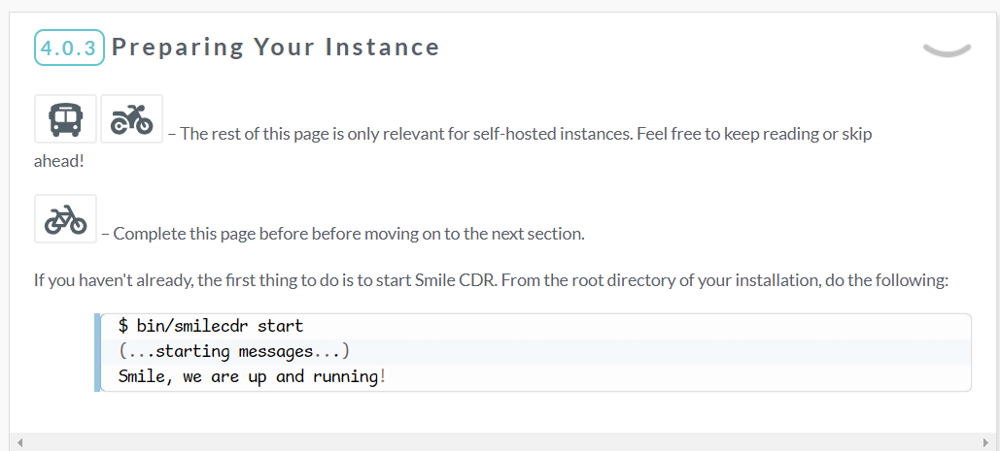 4.0.3 Preparing Your Instance
– The rest of this page is only relevant for self-hosted instances. Feel free to keep reading or skip
ahead!
– Complete this page before before moving on to the next section.
If you haven't already, the first thing to do is to start Smile CDR. From the root directory of your installation, do the following:
$ bin/smilecdr start
(...starting messages...)
Smile, we are up and running!